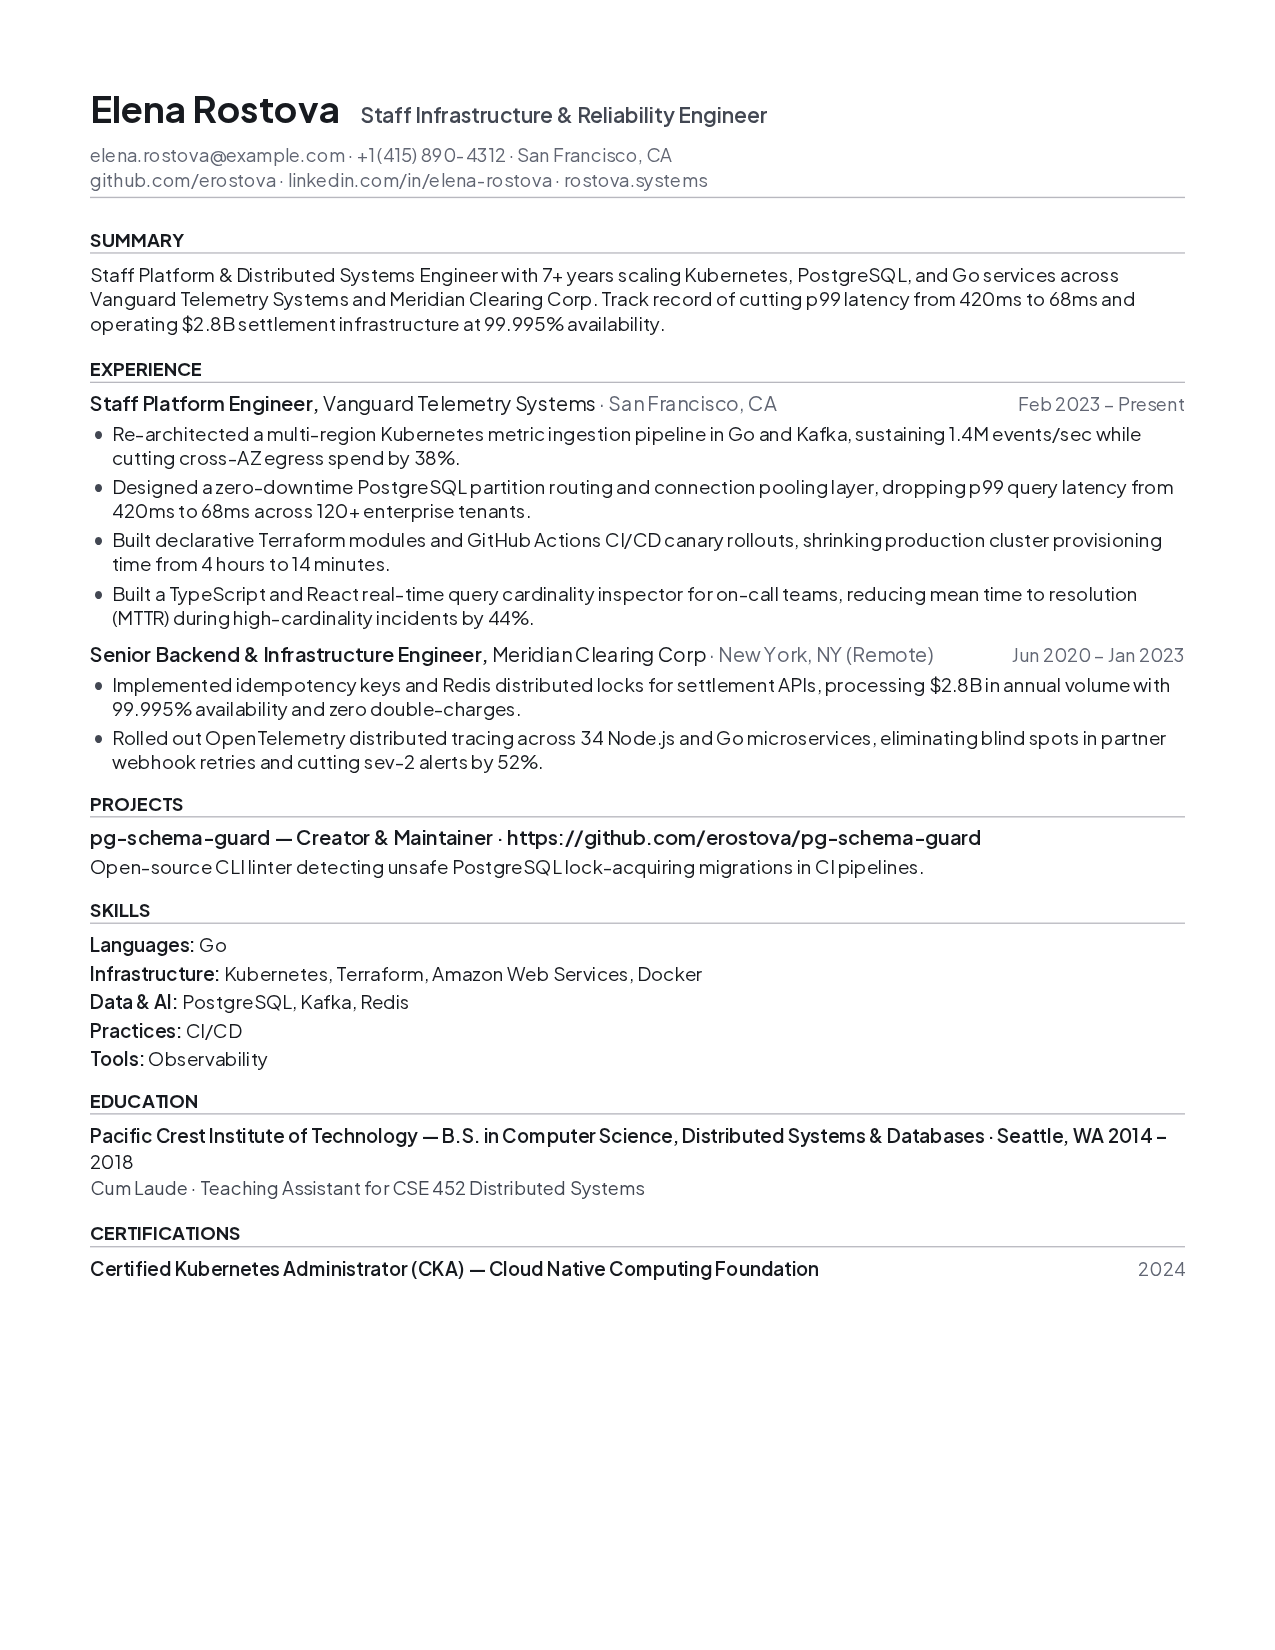 Elena Rostova Staff Infrastructure & Reliability Engineer
elena.rostova@example.com · +1 (415) 890-4312 · San Francisco, CA
github.com/erostova · linkedin.com/in/elena-rostova · rostova.systems
SUMMARY
Staff Platform & Distributed Systems Engineer with 7+ years scaling Kubernetes, PostgreSQL, and Go services across
Vanguard Telemetry Systems and Meridian Clearing Corp. Track record of cutting p99 latency from 420ms to 68ms and
operating $2.8B settlement infrastructure at 99.995% availability.
EXPERIENCE
Staff Platform Engineer, Vanguard Telemetry Systems · San Francisco, CA Feb 2023 – Present
• Re-architected a multi-region Kubernetes metric ingestion pipeline in Go and Kafka, sustaining 1.4M events/sec while
cutting cross-AZ egress spend by 38%.
• Designed a zero-downtime PostgreSQL partition routing and connection pooling layer, dropping p99 query latency from
420ms to 68ms across 120+ enterprise tenants.
• Built declarative Terraform modules and GitHub Actions CI/CD canary rollouts, shrinking production cluster provisioning
time from 4 hours to 14 minutes.
• Built a TypeScript and React real-time query cardinality inspector for on-call teams, reducing mean time to resolution
(MTTR) during high-cardinality incidents by 44%.
Senior Backend & Infrastructure Engineer, Meridian Clearing Corp · New York, NY (Remote) Jun 2020 – Jan 2023
• Implemented idempotency keys and Redis distributed locks for settlement APIs, processing $2.8B in annual volume with
99.995% availability and zero double-charges.
• Rolled out OpenTelemetry distributed tracing across 34 Node.js and Go microservices, eliminating blind spots in partner
webhook retries and cutting sev-2 alerts by 52%.
PROJECTS
pg-schema-guard — Creator & Maintainer · https://github.com/erostova/pg-schema-guard
Open-source CLI linter detecting unsafe PostgreSQL lock-acquiring migrations in CI pipelines.
SKILLS
Languages: Go
Infrastructure: Kubernetes, Terraform, Amazon Web Services, Docker
Data & AI: PostgreSQL, Kafka, Redis
Practices: CI/CD
Tools: Observability
EDUCATION
Pacific Crest Institute of Technology — B.S. in Computer Science, Distributed Systems & Databases · Seattle, WA 2014 –
2018
Cum Laude · Teaching Assistant for CSE 452 Distributed Systems
CERTIFICATIONS
Certified Kubernetes Administrator (CKA) — Cloud Native Computing Foundation 2024